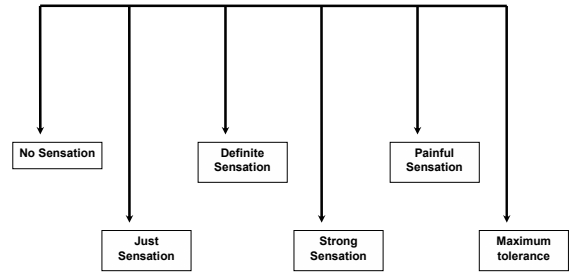 No Sensation
Definite
Sensation
Painful
Sensation
Just
Sensation
Strong
Sensation
Maximum
tolerance